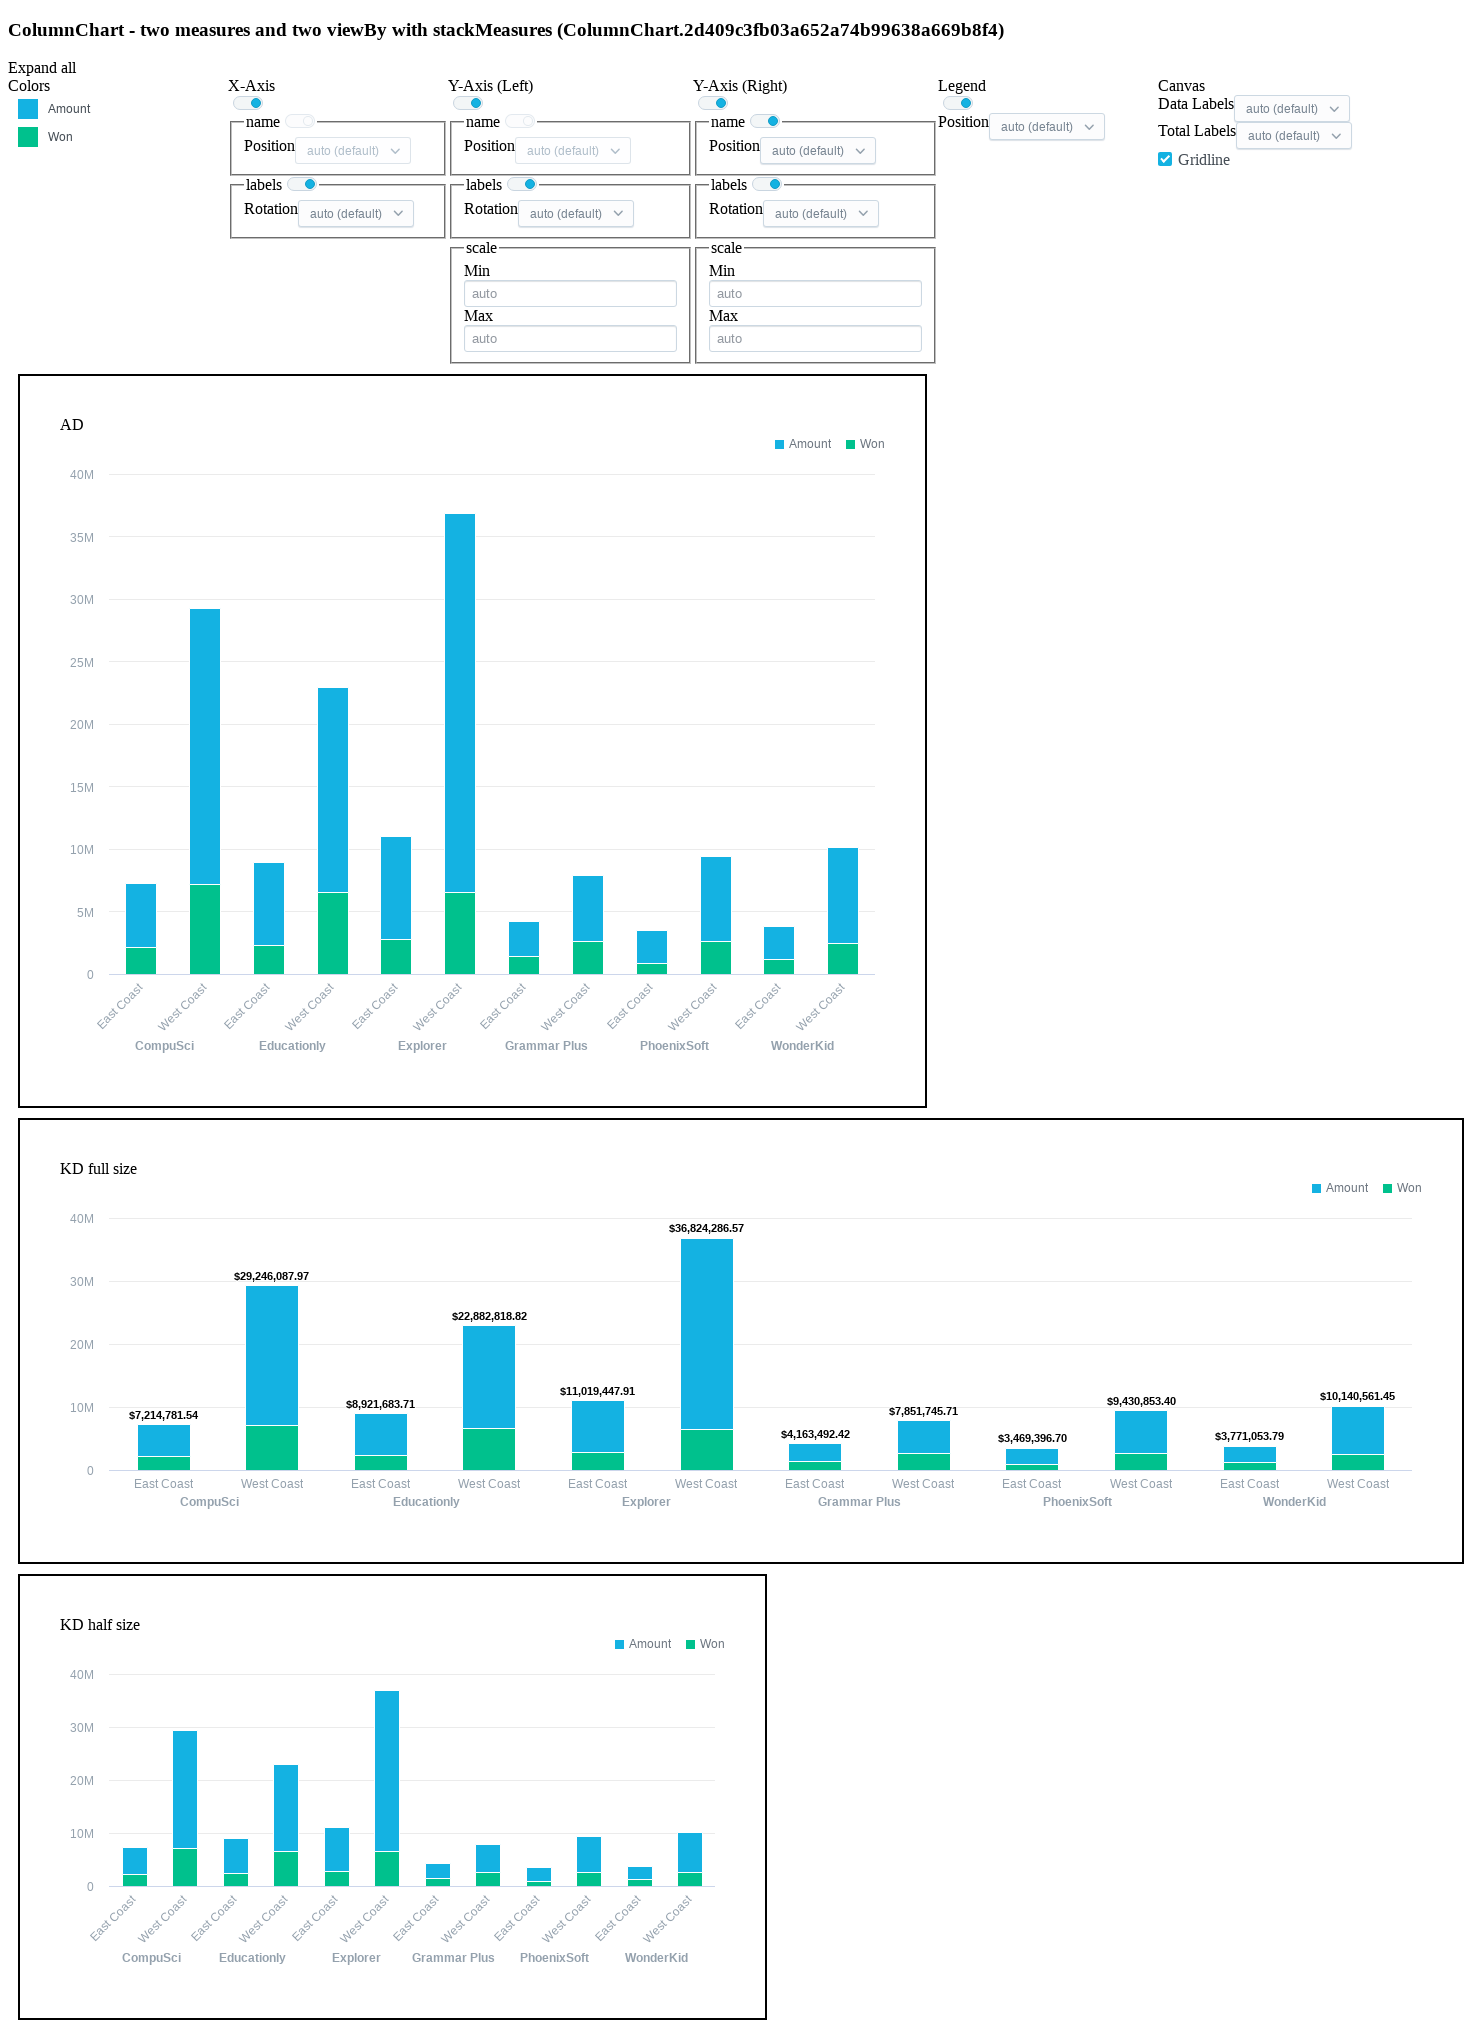 ColumnChart - two measures and two viewBy with stackMeasures (ColumnChart.2d409c3fb03a652a74b99638a669b8f4)
Expand all
Colors
Amount
Won
X-Axis
name
Position auto (default)
labels
Rotation auto (default)
Y-Axis (Left)
name
Position auto (default)
labels
Rotation auto (default)
scale
Min
auto
Max
auto
Y-Axis (Right)
name
Position auto (default)
labels
Rotation auto (default)
scale
Min
auto
Max
auto
Legend
Position auto (default)
Canvas
Data Labels auto (default)
Total Labels auto (default)
Gridline
AD
Amount Won
40M
35M
30M
25M
20M
15M
10M
5M
0
East Coast West Coast East Coast West Coast East Coast West Coast East Coast West Coast East Coast West Coast East Coast West Coast
CompuSci Educationly Explorer Grammar Plus PhoenixSoft WonderKid
KD full size
Amount Won
40M
30M
20M
10M
0
$7,214,781.54 $29,246,087.97 $8,921,683.71 $22,882,818.82 $11,019,447.91 $36,824,286.57 $4,163,492.42 $7,851,745.71 $3,469,396.70 $9,430,853.40 $3,771,053.79 $10,140,561.45
East Coast West Coast East Coast West Coast East Coast West Coast East Coast West Coast East Coast West Coast East Coast West Coast
CompuSci Educationly Explorer Grammar Plus PhoenixSoft WonderKid
KD half size
Amount Won
40M
30M
20M
10M
0
East Coast West Coast East Coast West Coast East Coast West Coast East Coast West Coast East Coast West Coast East Coast West Coast
CompuSci Educationly Explorer Grammar Plus PhoenixSoft WonderKid